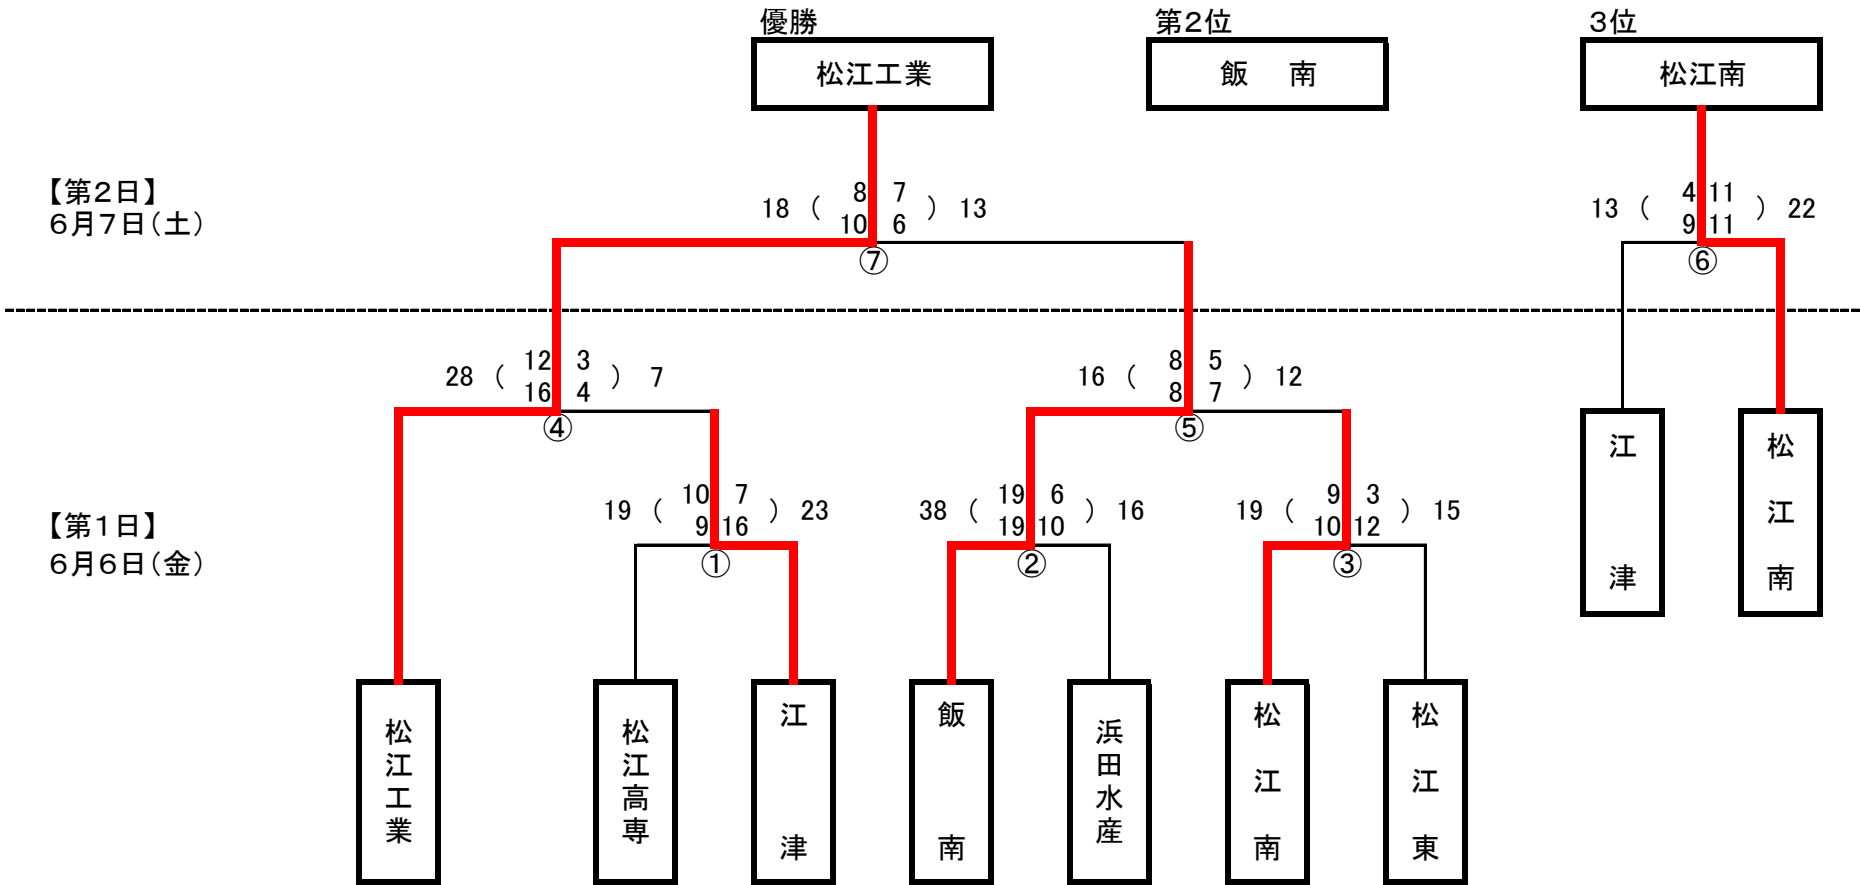 優勝
第２位
３位
松江工業
飯　南
松江南
【第２日】
６月７日（土）
18 ( 8 7 ) 13
10 6
⑦
13 ( 4 11 ) 22
9 11
⑥
28 ( 12 3 ) 7
16 4
④
16 ( 8 5 ) 12
8 7
⑤
江津
松江南
【第１日】
６月６日（金）
19 ( 10 7 ) 23
9 16
①
38 ( 19 6 ) 16
19 10
②
19 ( 9 3 ) 15
10 12
③
松江工業
松江高専
江津
飯南
浜田水産
松江南
松江東